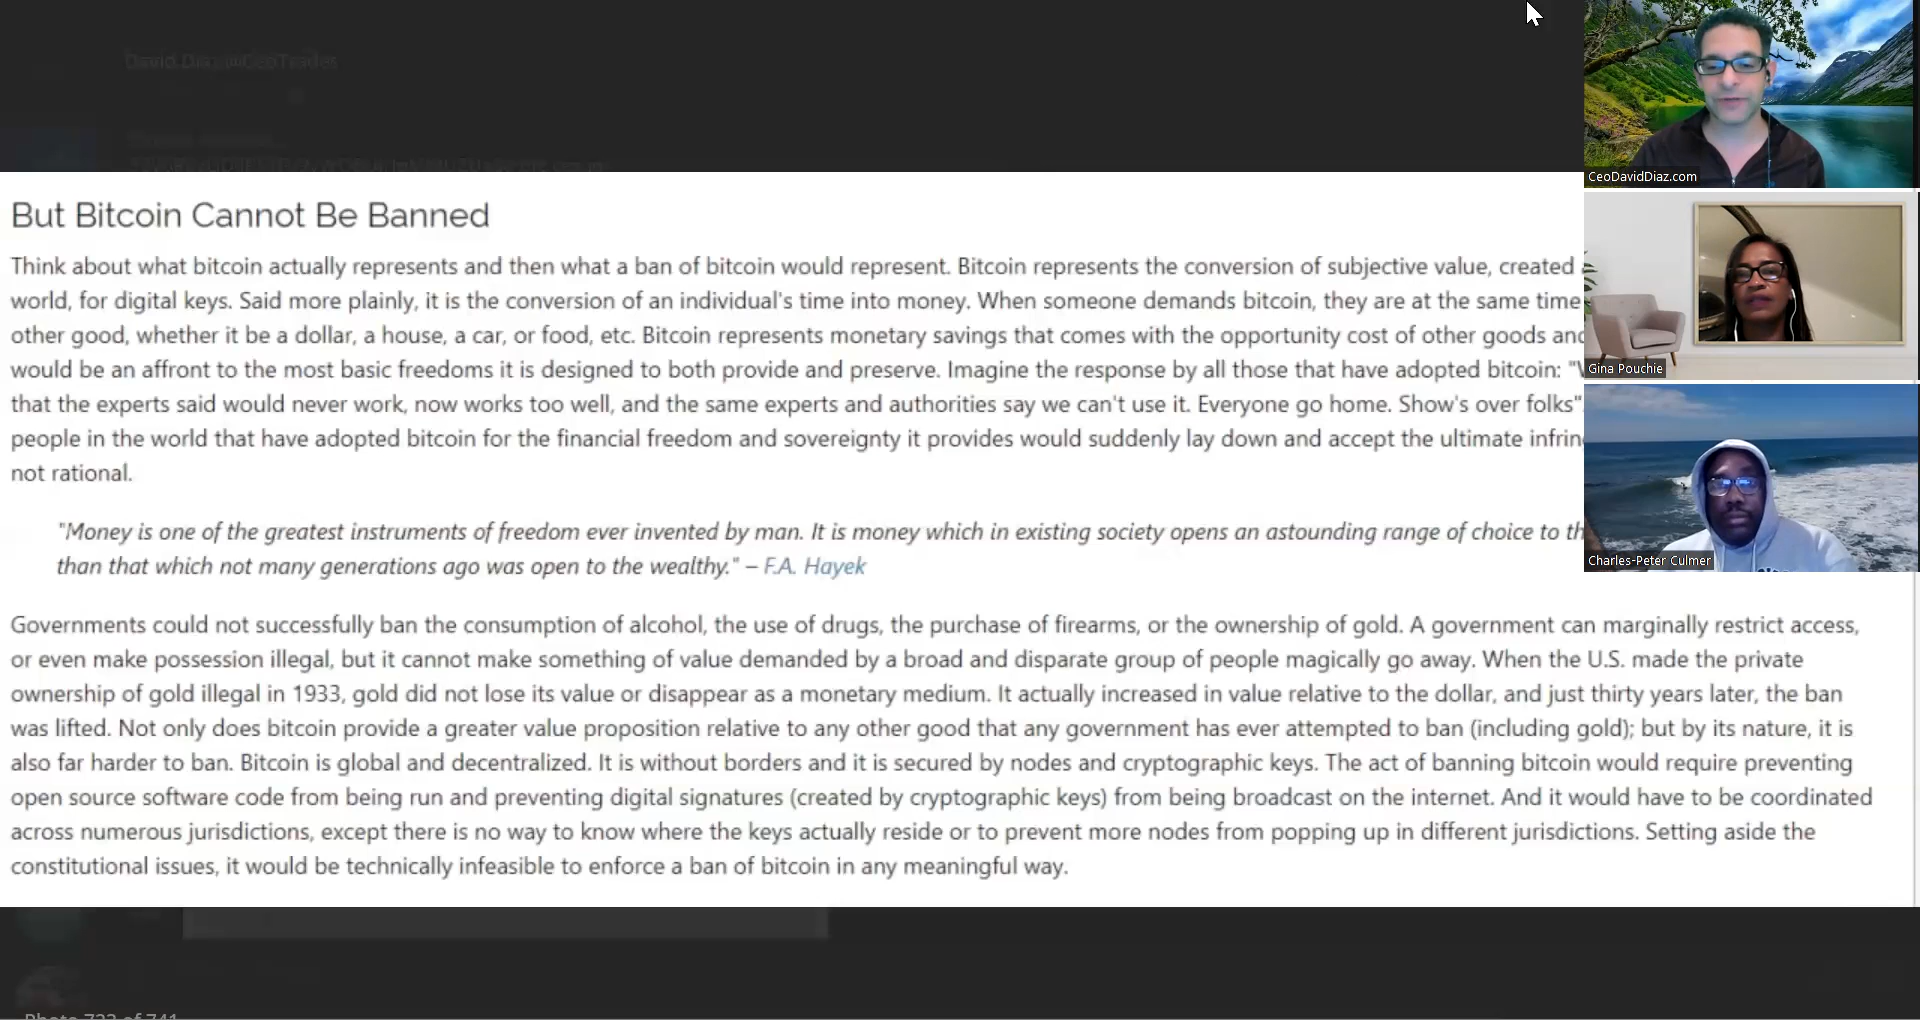 David Diaz@CeoTrades
CeoDavidDiaz.com
But Bitcoin Cannot Be Banned
Think about what bitcoin actually represents and then what a ban of bitcoin would represent. Bitcoin represents the conversion of subjective value, created
world, for digital keys. Said more plainly, it is the conversion of an individual's time into money. When someone demands bitcoin, they are at the same time
other good, whether it be a dollar, a house, a car, or food, etc. Bitcoin represents monetary savings that comes with the opportunity cost of other goods and
would be an affront to the most basic freedoms it is designed to both provide and preserve. Imagine the response by all those that have adopted bitcoin:
Gina Pouchie
that the experts said would never work, now works too well, and the same experts and authorities say we can't use it. Everyone go home. Show's over folks"
people in the world that have adopted bitcoin for the financial freedom and sovereignty it provides would suddenly lay down and accept the ultimate
not rational.
"Money is one of the greatest instruments of freedom ever invented by man. It is money which in existing society opens an astounding range of choice to
than that which not many generations ago was open to the wealthy." – F.A. Hayek
Charles-Peter Culmer
Governments could not successfully ban the consumption of alcohol, the use of drugs, the purchase of firearms, or the ownership of gold. A government can marginally restrict access,
or even make possession illegal, but it cannot make something of value demanded by a broad and disparate group of people magically go away. When the U.S. made the private
ownership of gold illegal in 1933, gold did not lose its value or disappear as a monetary medium. It actually increased in value relative to the dollar, and just thirty years later, the ban
was lifted. Not only does bitcoin provide a greater value proposition relative to any other good that any government has ever attempted to ban (including gold); but by its nature, it is
also far harder to ban. Bitcoin is global and decentralized. It is without borders and it is secured by nodes and cryptographic keys. The act of banning bitcoin would require preventing
open source software code from being run and preventing digital signatures (created by cryptographic keys) from being broadcast on the internet. And it would have to be coordinated
across numerous jurisdictions, except there is no way to know where the keys actually reside or to prevent more nodes from popping up in different jurisdictions. Setting aside the
constitutional issues, it would be technically infeasible to enforce a ban of bitcoin in any meaningful way.
Photo 733 of 741